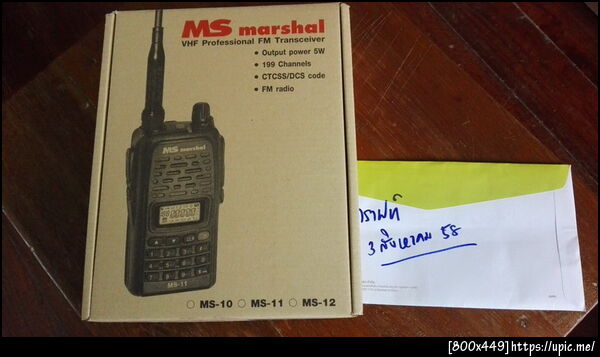 MS marshal
VHF Professional FM Transceiver
• Output power 5W
• 199 Channels
• CTCSS/DCS code
• FM radio
MS marshal
MS-11
○ MS-10 ○ MS-11 ○ MS-12
3 สิงหาคม 58
[800x449]https://upic.me/